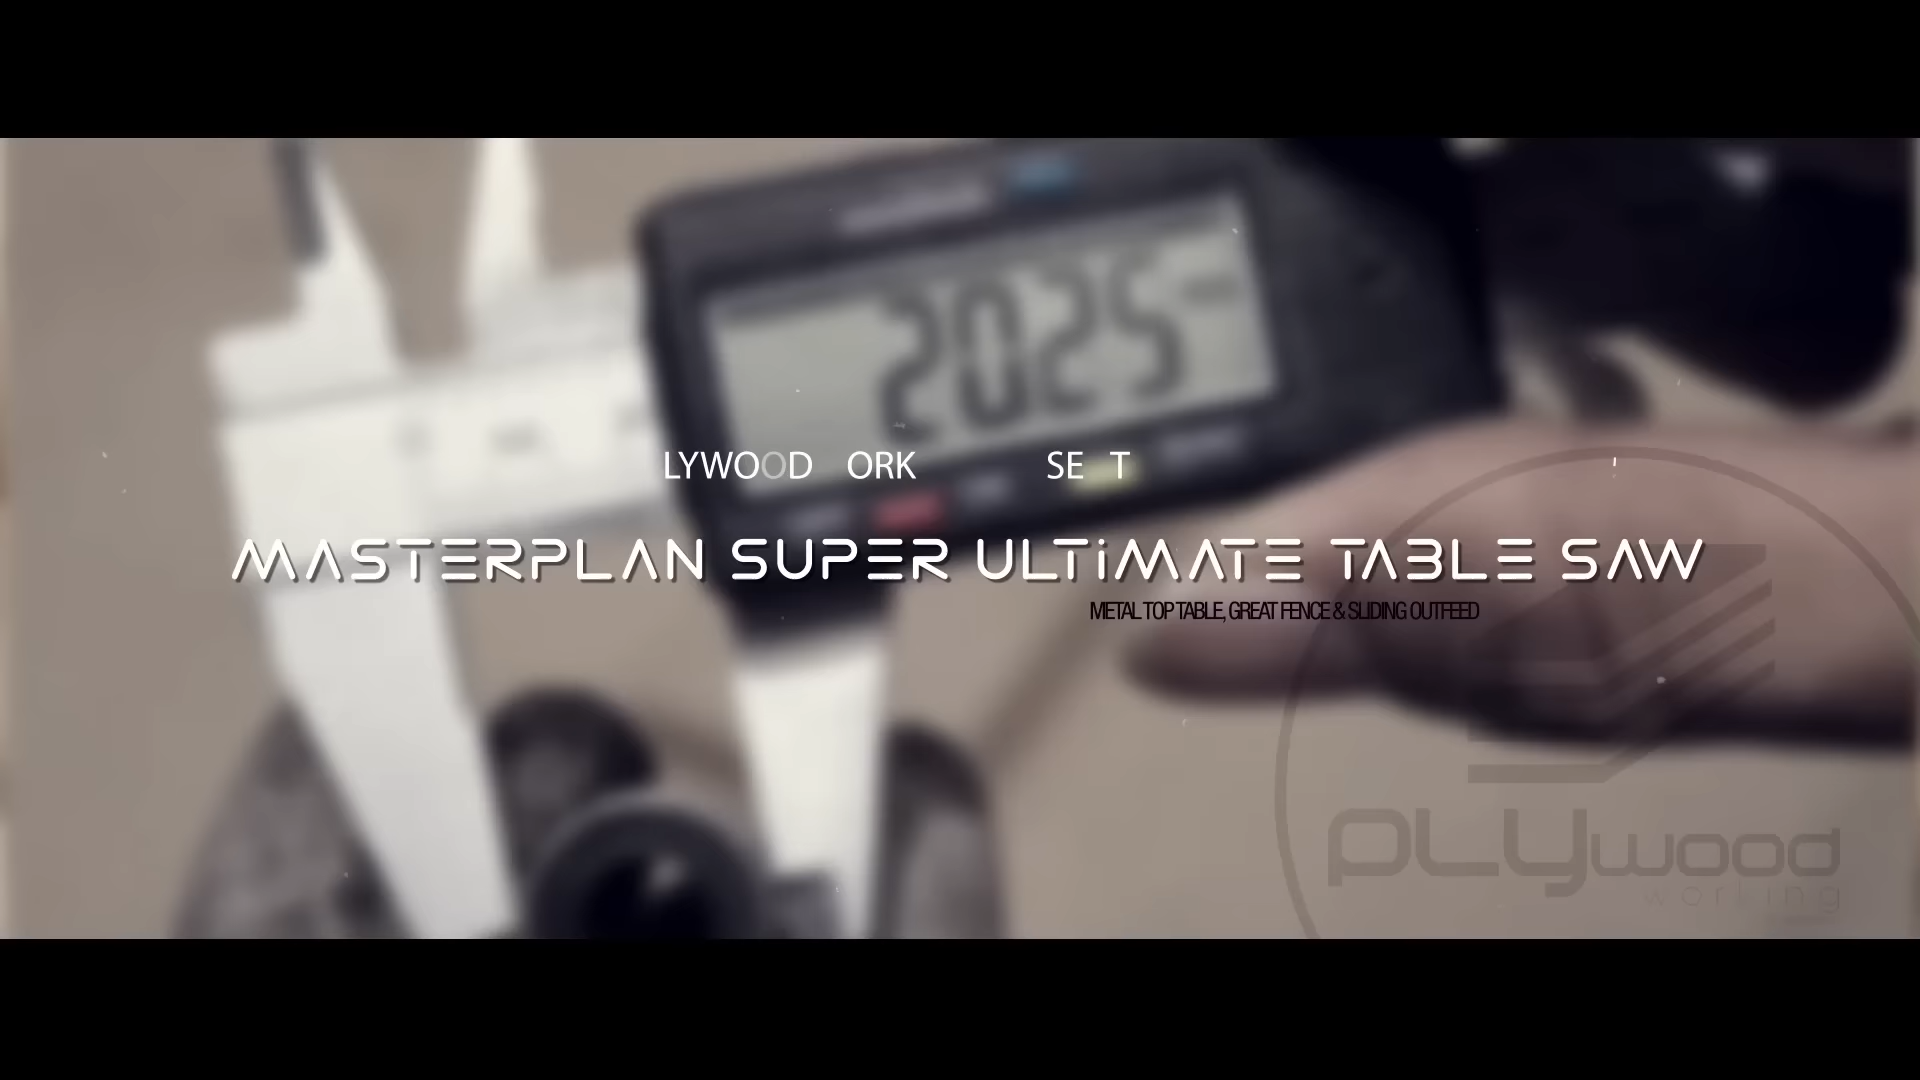 2025
LYWOOD ORK SE T
MASTERPLAN SUPER ULTiMATE TABLE SAW
METAL TOP TABLE, GREAT FENCE & SLIDING OUTFEED
PLYwood
working